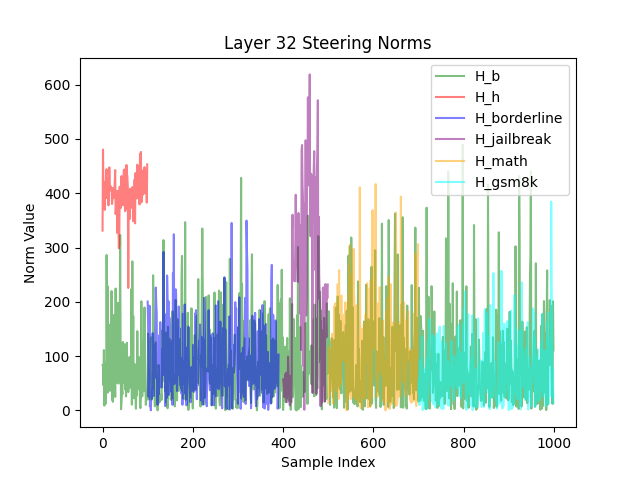 Layer 32 Steering Norms
Norm Value
600
500
400
300
200
100
0
H_b
H_h
H_borderline
H_jailbreak
H_math
H_gsm8k
0 200 400 600 800 1000
Sample Index